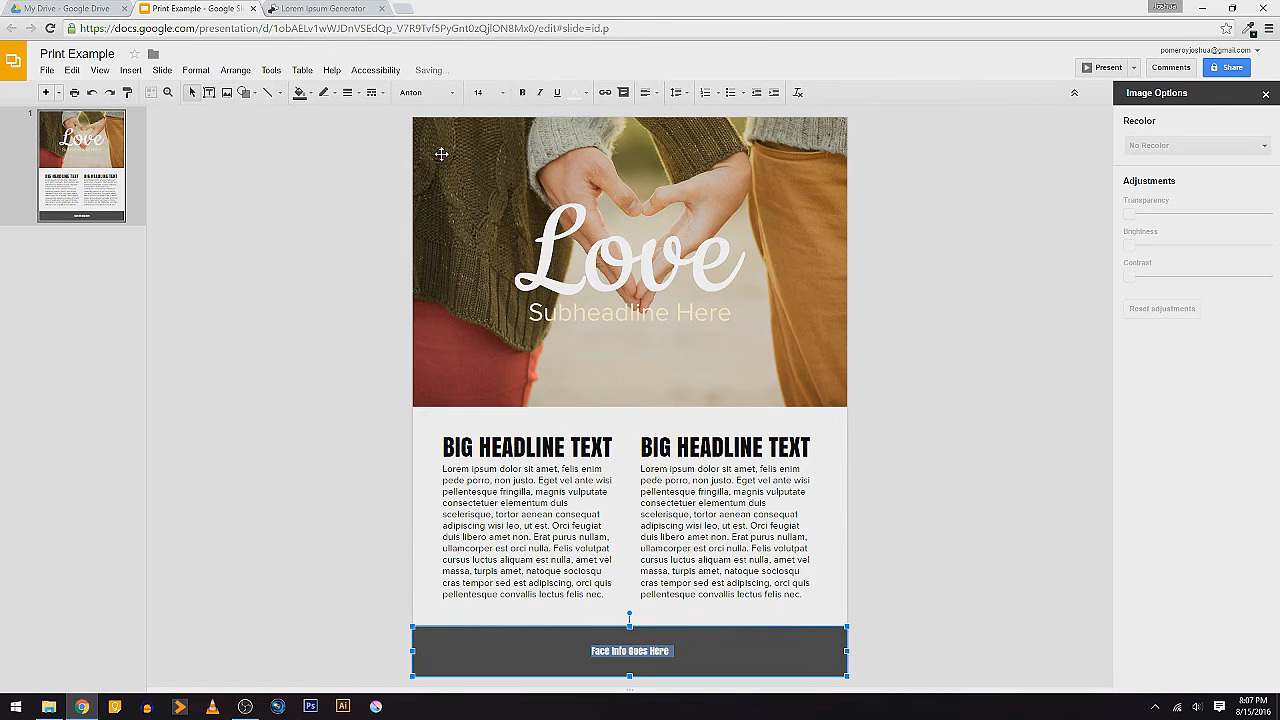 My Drive - Google Drive
Print Example - Google Sl
Lorem Ipsum Generator
Joshua
https://docs.google.com/presentation/d/1obAELv1wWJDnVSEdQp_V7R9Tvf5PyGnt0zQjlON8Mx0/edit#slide=id.p
Print Example
pomeroyjoshua@gmail.com
File Edit View Insert Slide Format Arrange Tools Table Help Accessibility Saving...
Present Comments Share
Anton 14 B I U A
Image Options
1
Recolor
No Recolor
Adjustments
Transparency
Brightness
Contrast
Reset adjustments
Love
Subheadline Here
BIG HEADLINE TEXT
Lorem ipsum dolor sit amet, felis enim
pede porro, non justo. Eget vel ante wisi
pellentesque fringilla, magnis vulputate
consectetuer elementum duis
scelerisque, tortor aenean consequat
adipiscing wisi leo, ut est. Orci feugiat
duis libero amet non. Erat purus nullam,
ullamcorper est orci nulla. Felis volutpat
cursus luctus aliquam est nulla, amet vel
massa, turpis amet, natoque sociosqu
cras tempor sed est adipiscing, orci quis
pellentesque convallis lectus felis nec.
BIG HEADLINE TEXT
Lorem ipsum dolor sit amet, felis enim
pede porro, non justo. Eget vel ante wisi
pellentesque fringilla, magnis vulputate
consectetuer elementum duis
scelerisque, tortor aenean consequat
adipiscing wisi leo, ut est. Orci feugiat
duis libero amet non. Erat purus nullam,
ullamcorper est orci nulla. Felis volutpat
cursus luctus aliquam est nulla, amet vel
massa, turpis amet, natoque sociosqu
cras tempor sed est adipiscing, orci quis
pellentesque convallis lectus felis nec.
Face Info Goes Here
Ps
Ai
8:07 PM
8/15/2016